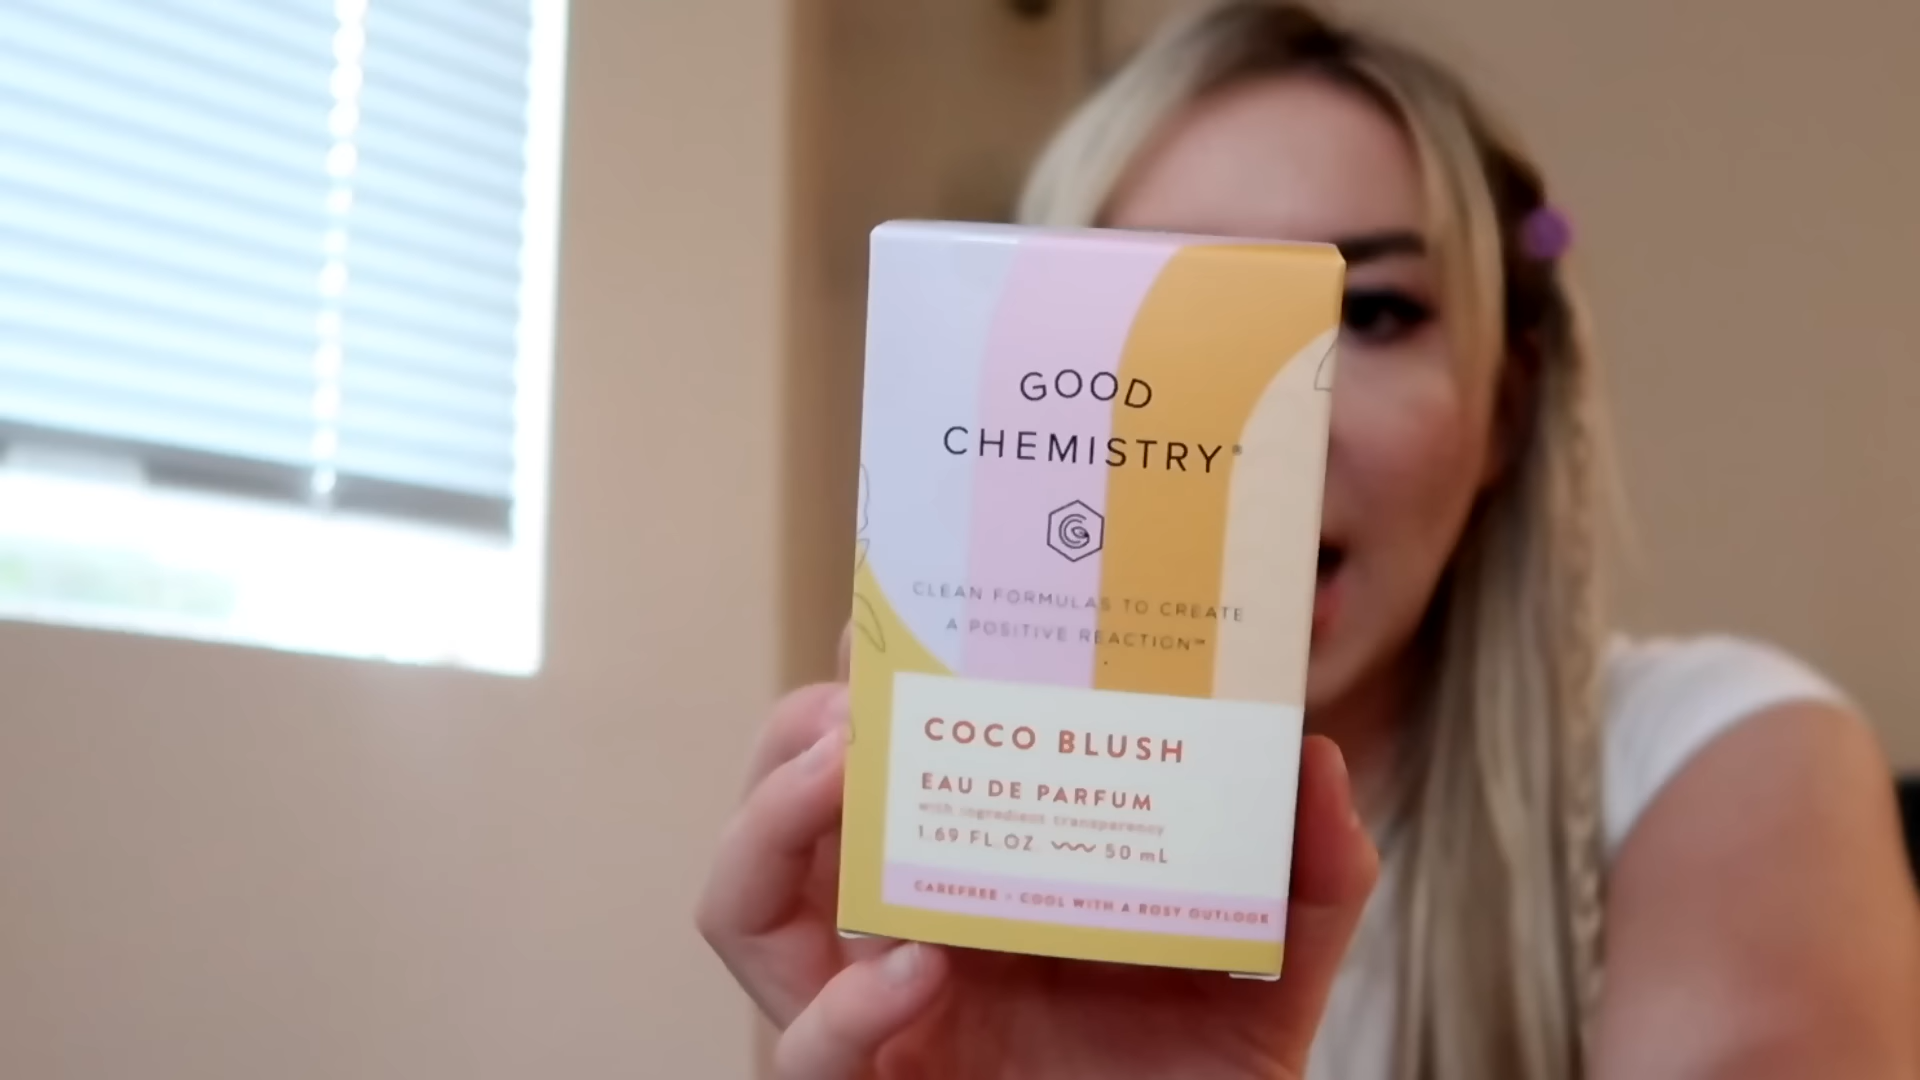 GOOD
CHEMISTRY®
CLEAN FORMULAS TO CREATE
A POSITIVE REACTION℠
COCO BLUSH
EAU DE PARFUM
with ingredient transparency
1.69 FL.OZ 50 mL
CAREFREE + COOL WITH A ROSY OUTLOOK